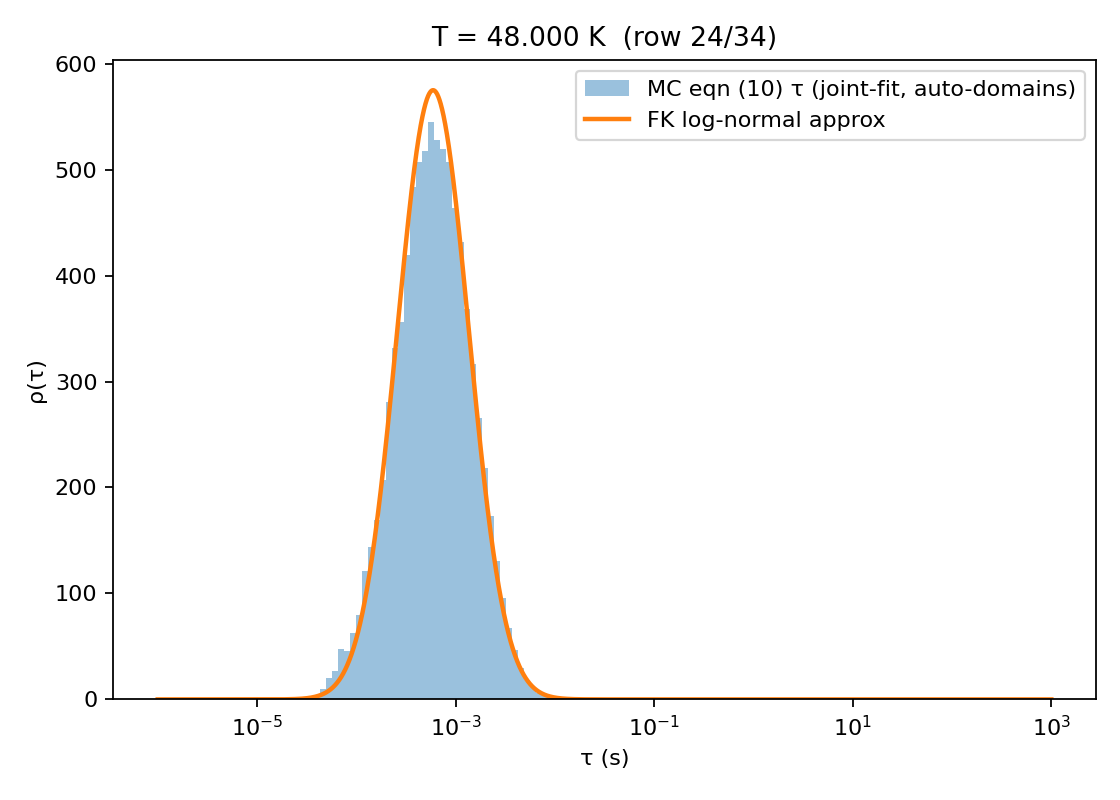 T = 48.000 K (row 24/34)
MC eqn (10) τ (joint-fit, auto-domains)
FK log-normal approx
ρ(τ)
600
500
400
300
200
100
0
10⁻⁵
10⁻³
10⁻¹
10¹
10³
τ (s)